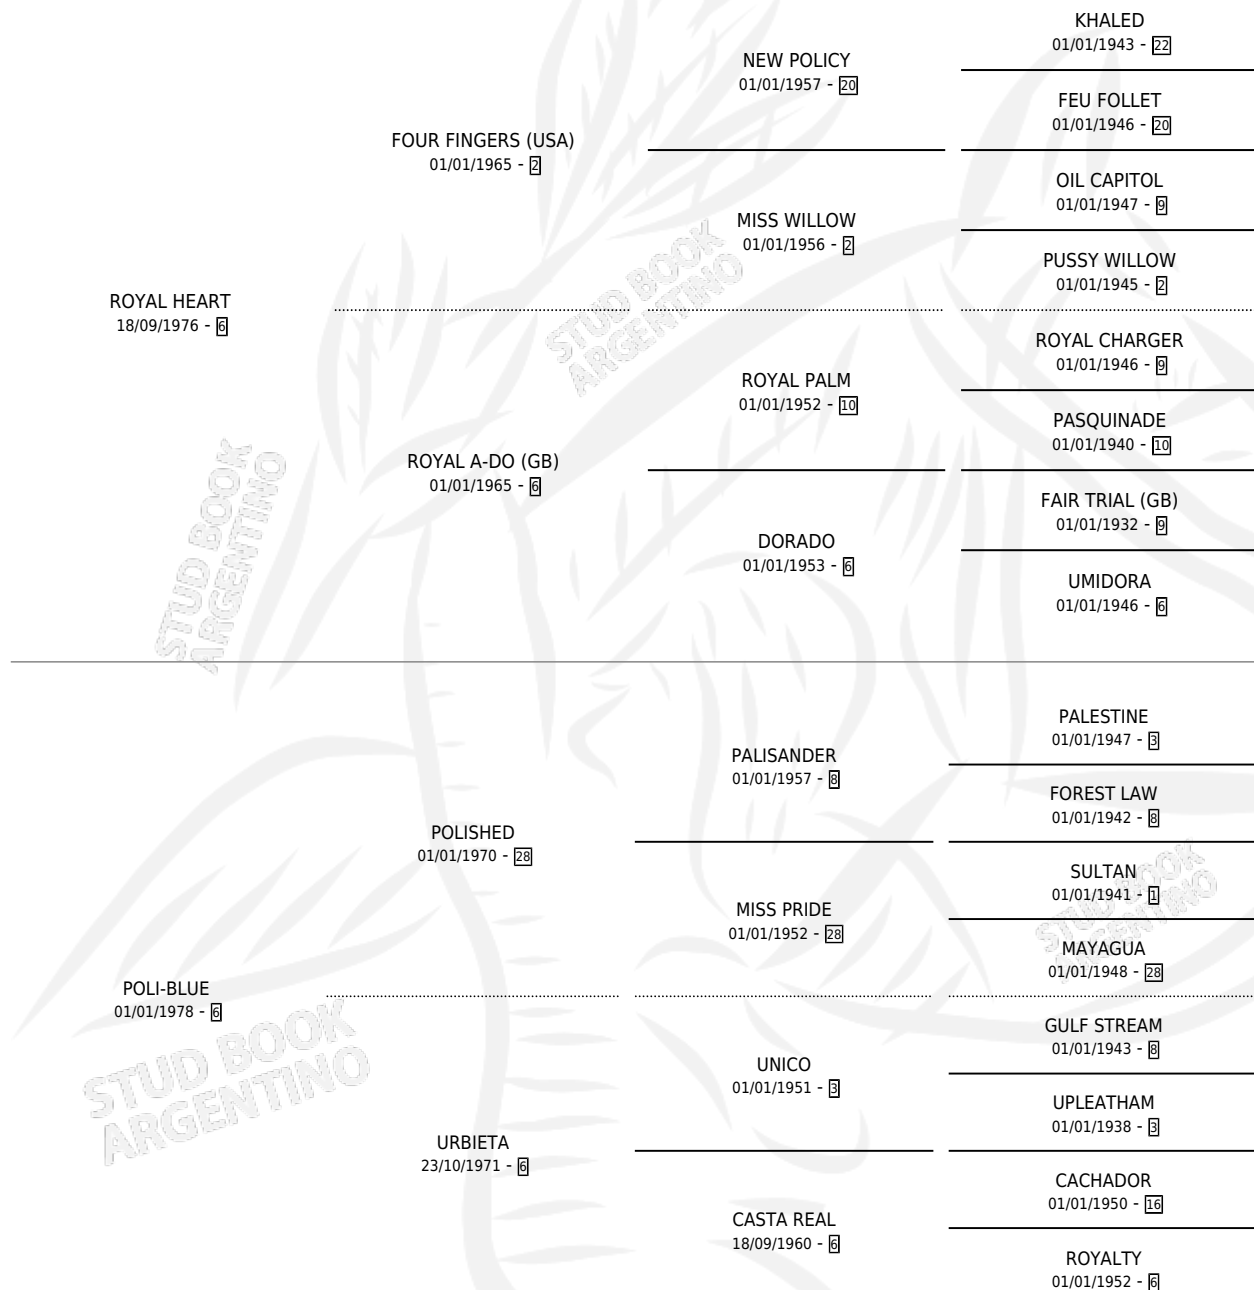 KHALED
01/01/1943 - 22
NEW POLICY
01/01/1957 - 20
FEU FOLLET
01/01/1946 - 20
FOUR FINGERS (USA)
01/01/1965 - 2
OIL CAPITOL
01/01/1947 - 9
MISS WILLOW
01/01/1956 - 2
PUSSY WILLOW
01/01/1945 - 2
ROYAL HEART
18/09/1976 - 6
ROYAL CHARGER
01/01/1946 - 9
ROYAL PALM
01/01/1952 - 10
PASQUINADE
01/01/1940 - 10
ROYAL A-DO (GB)
01/01/1965 - 6
FAIR TRIAL (GB)
01/01/1932 - 9
DORADO
01/01/1953 - 6
UMIDORA
01/01/1946 - 6
PALESTINE
01/01/1947 - 3
PALISANDER
01/01/1957 - 8
FOREST LAW
01/01/1942 - 8
POLISHED
01/01/1970 - 28
SULTAN
01/01/1941 - 1
MISS PRIDE
01/01/1952 - 28
MAYAGUA
01/01/1948 - 28
POLI-BLUE
01/01/1978 - 6
GULF STREAM
01/01/1943 - 8
UNICO
01/01/1951 - 3
UPLEATHAM
01/01/1938 - 3
URBIETA
23/10/1971 - 6
CACHADOR
01/01/1950 - 16
CASTA REAL
18/09/1960 - 6
ROYALTY
01/01/1952 - 6
STUD BOOK
ARGENTINO
STUD BOOK
ARGENTINO
STUD BOOK
ARGENTINO
STUD BOOK
ARGENTINO